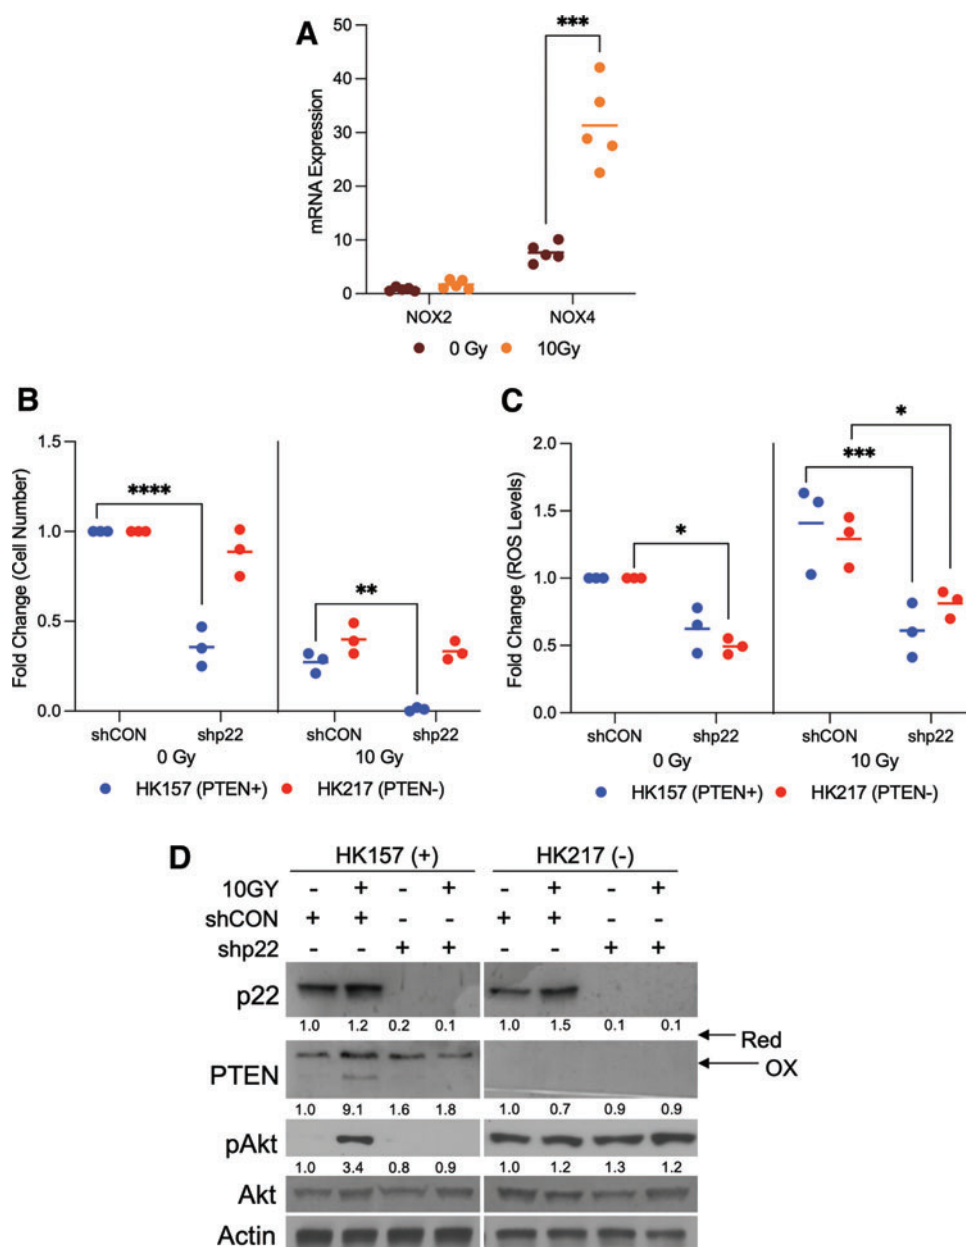 A
50
40
30
20
10
0
mRNA Expression
***
NOX2 NOX4
0 Gy 10Gy
B
1.5
1.0
0.5
0.0
Fold Change (Cell Number)
****
**
shCON shp22 shCON shp22
0 Gy 10 Gy
HK157 (PTEN+) HK217 (PTEN-)
C
2.0
1.5
1.0
0.5
0.0
Fold Change (ROS Levels)
*
***
*
shCON shp22 shCON shp22
0 Gy 10 Gy
HK157 (PTEN+) HK217 (PTEN-)
D
HK157 (+) HK217 (-)
10GY - + - + - + - +
shCON + + - - + + - -
shp22 - - + + - - + +
p22
1.0 1.2 0.2 0.1 1.0 1.5 0.1 0.1
Red
OX
PTEN
1.0 9.1 1.6 1.8 1.0 0.7 0.9 0.9
pAkt
1.0 3.4 0.8 0.9 1.0 1.2 1.3 1.2
Akt
Actin